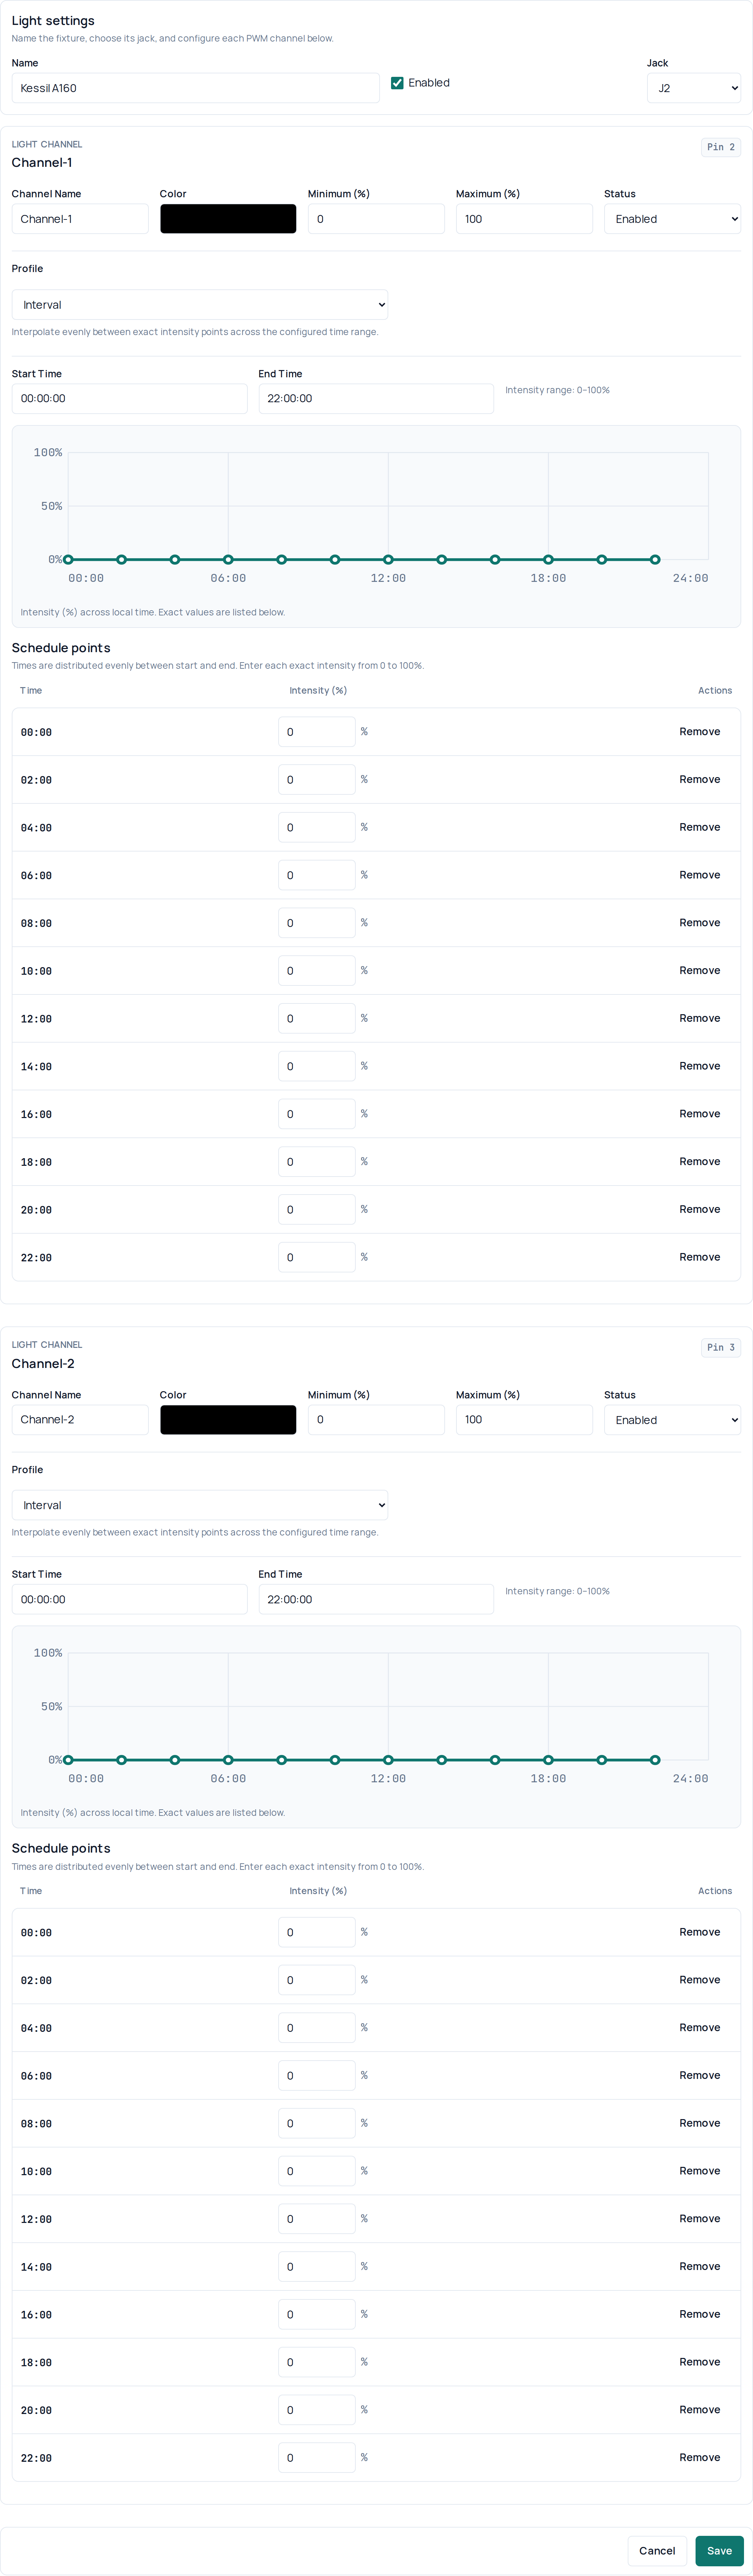 Light settings
Name the fixture, choose its jack, and configure each PWM channel below.
Name
Jack
Kessil A160
Enabled
J2
LIGHT CHANNEL
Pin 2
Channel-1
Channel Name Color Minimum (%) Maximum (%) Status
Channel-1 0 100 Enabled
Profile
Interval
Interpolate evenly between exact intensity points across the configured time range.
Start Time End Time
00:00:00 22:00:00 Intensity range: 0–100%
100%
50%
0%
00:00 06:00 12:00 18:00 24:00
Intensity (%) across local time. Exact values are listed below.
Schedule points
Times are distributed evenly between start and end. Enter each exact intensity from 0 to 100%.
Time Intensity (%) Actions
00:00 0 % Remove
02:00 0 % Remove
04:00 0 % Remove
06:00 0 % Remove
08:00 0 % Remove
10:00 0 % Remove
12:00 0 % Remove
14:00 0 % Remove
16:00 0 % Remove
18:00 0 % Remove
20:00 0 % Remove
22:00 0 % Remove
LIGHT CHANNEL
Pin 3
Channel-2
Channel Name Color Minimum (%) Maximum (%) Status
Channel-2 0 100 Enabled
Profile
Interval
Interpolate evenly between exact intensity points across the configured time range.
Start Time End Time
00:00:00 22:00:00 Intensity range: 0–100%
100%
50%
0%
00:00 06:00 12:00 18:00 24:00
Intensity (%) across local time. Exact values are listed below.
Schedule points
Times are distributed evenly between start and end. Enter each exact intensity from 0 to 100%.
Time Intensity (%) Actions
00:00 0 % Remove
02:00 0 % Remove
04:00 0 % Remove
06:00 0 % Remove
08:00 0 % Remove
10:00 0 % Remove
12:00 0 % Remove
14:00 0 % Remove
16:00 0 % Remove
18:00 0 % Remove
20:00 0 % Remove
22:00 0 % Remove
Cancel Save